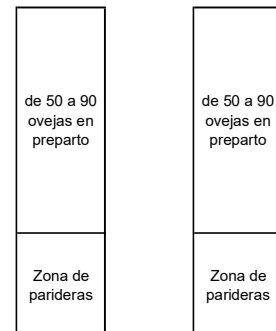 de 50 a 90
ovejas en
preparto
Zona de
parideras
de 50 a 90
ovejas en
preparto
Zona de
parideras